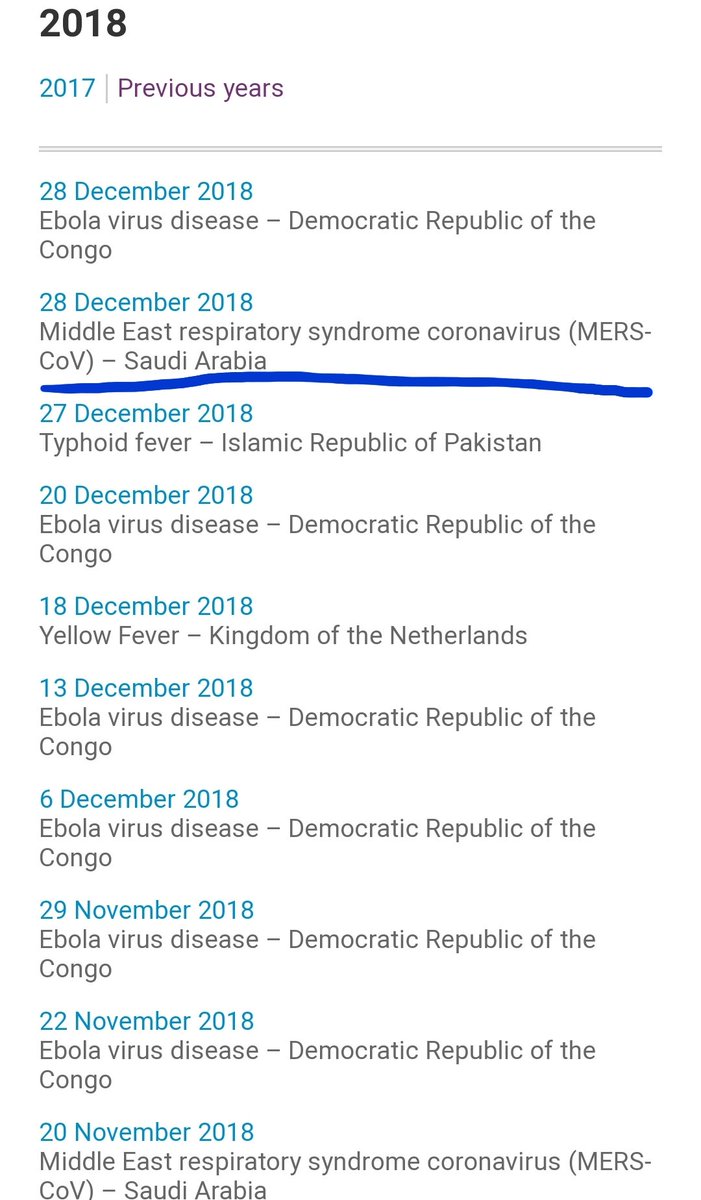 2018
2017 | Previous years
28 December 2018
Ebola virus disease – Democratic Republic of the
Congo
28 December 2018
Middle East respiratory syndrome coronavirus (MERS-
CoV) – Saudi Arabia
27 December 2018
Typhoid fever – Islamic Republic of Pakistan
20 December 2018
Ebola virus disease – Democratic Republic of the
Congo
18 December 2018
Yellow Fever – Kingdom of the Netherlands
13 December 2018
Ebola virus disease – Democratic Republic of the
Congo
6 December 2018
Ebola virus disease – Democratic Republic of the
Congo
29 November 2018
Ebola virus disease – Democratic Republic of the
Congo
22 November 2018
Ebola virus disease – Democratic Republic of the
Congo
20 November 2018
Middle East respiratory syndrome coronavirus (MERS-
CoV) – Saudi Arabia